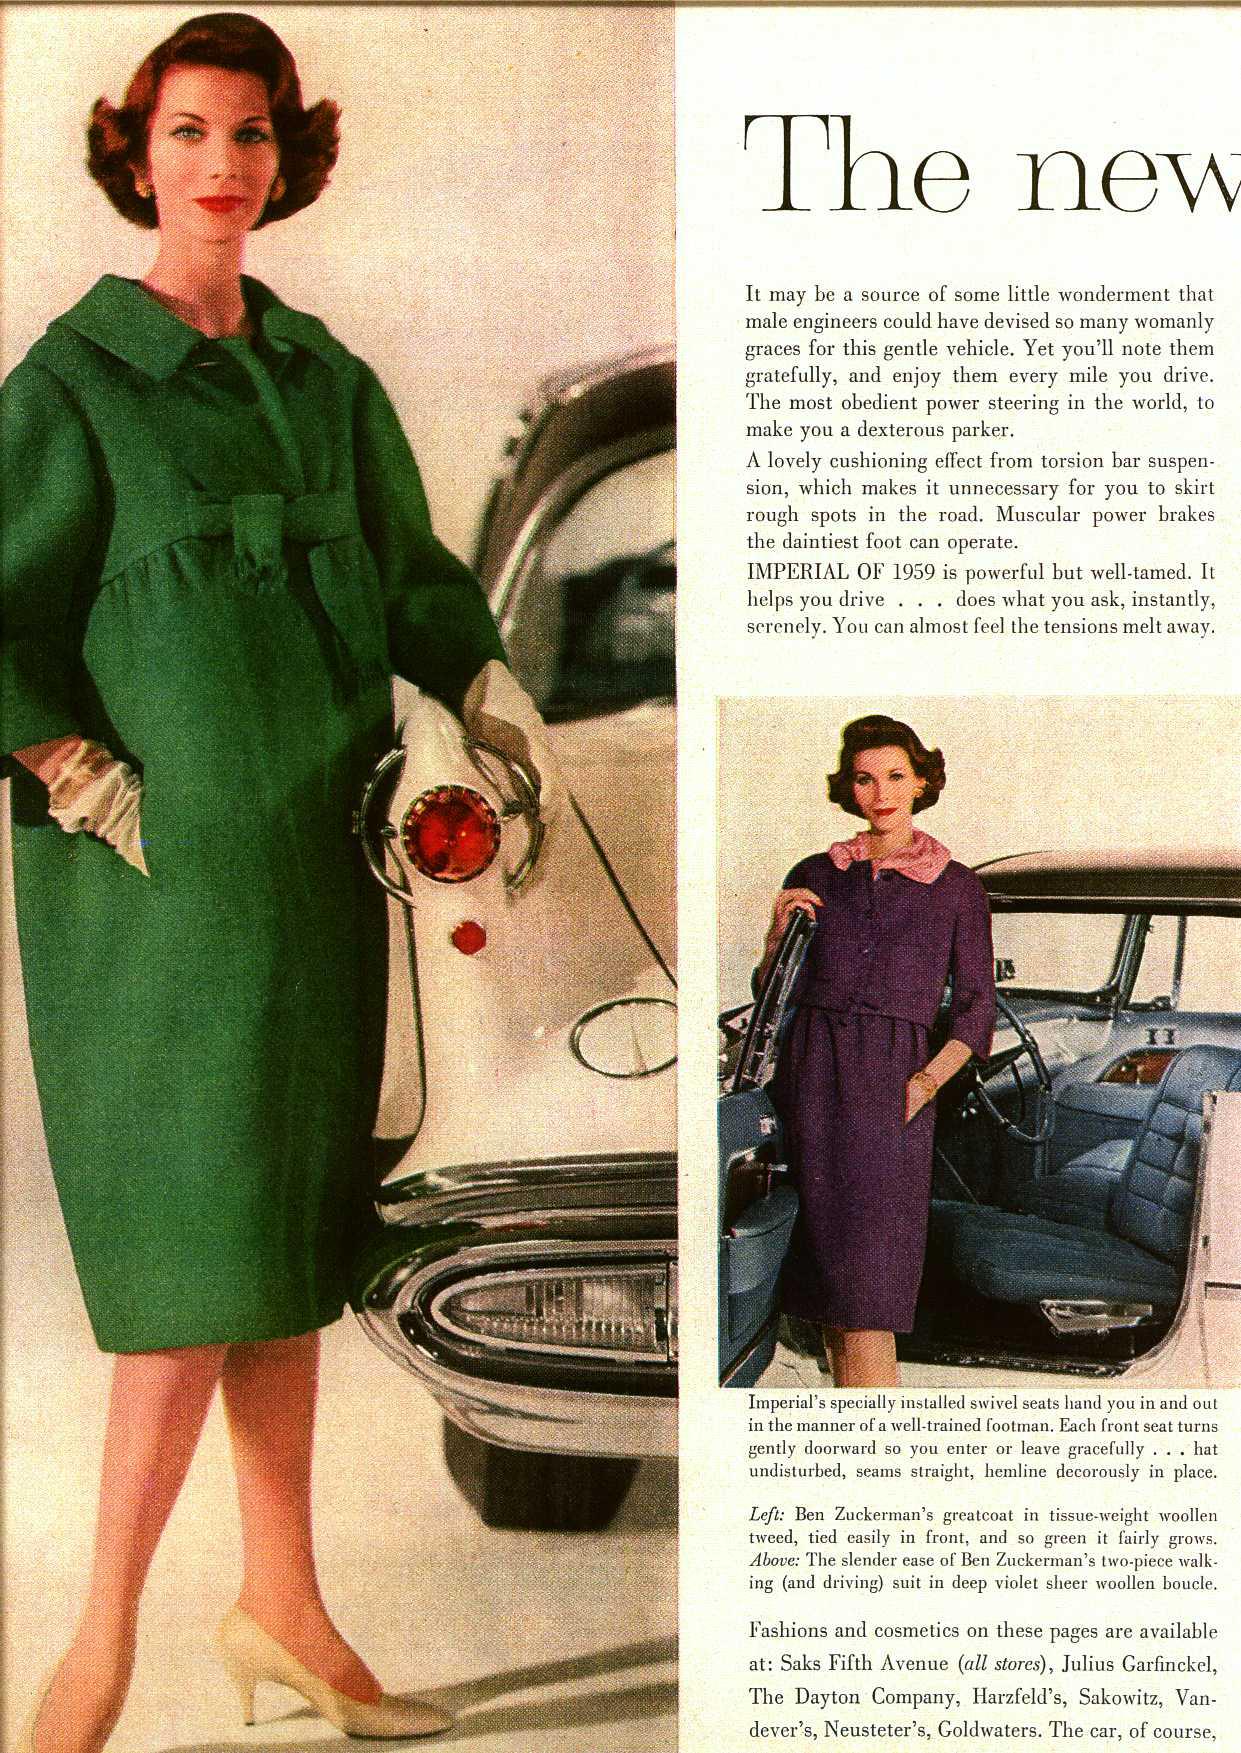 The new
It may be a source of some little wonderment that
male engineers could have devised so many womanly
graces for this gentle vehicle. Yet you'll note them
gratefully, and enjoy them every mile you drive.
The most obedient power steering in the world, to
make you a dexterous parker.
A lovely cushioning effect from torsion bar suspen-
sion, which makes it unnecessary for you to skirt
rough spots in the road. Muscular power brakes
the daintiest foot can operate.
IMPERIAL OF 1959 is powerful but well-tamed. It
helps you drive . . . does what you ask, instantly,
serenely. You can almost feel the tensions melt away.
Imperial's specially installed swivel seats hand you in and out
in the manner of a well-trained footman. Each front seat turns
gently doorward so you enter or leave gracefully . . . hat
undisturbed, seams straight, hemline decorously in place.
Left: Ben Zuckerman's greatcoat in tissue-weight woollen
tweed, tied easily in front, and so green it fairly grows.
Above: The slender ease of Ben Zuckerman's two-piece walk-
ing (and driving) suit in deep violet sheer woollen boucle.
Fashions and cosmetics on these pages are available
at: Saks Fifth Avenue (all stores), Julius Garfinckel,
The Dayton Company, Harzfeld's, Sakowitz, Van-
dever's, Neusteter's, Goldwaters. The car, of course,